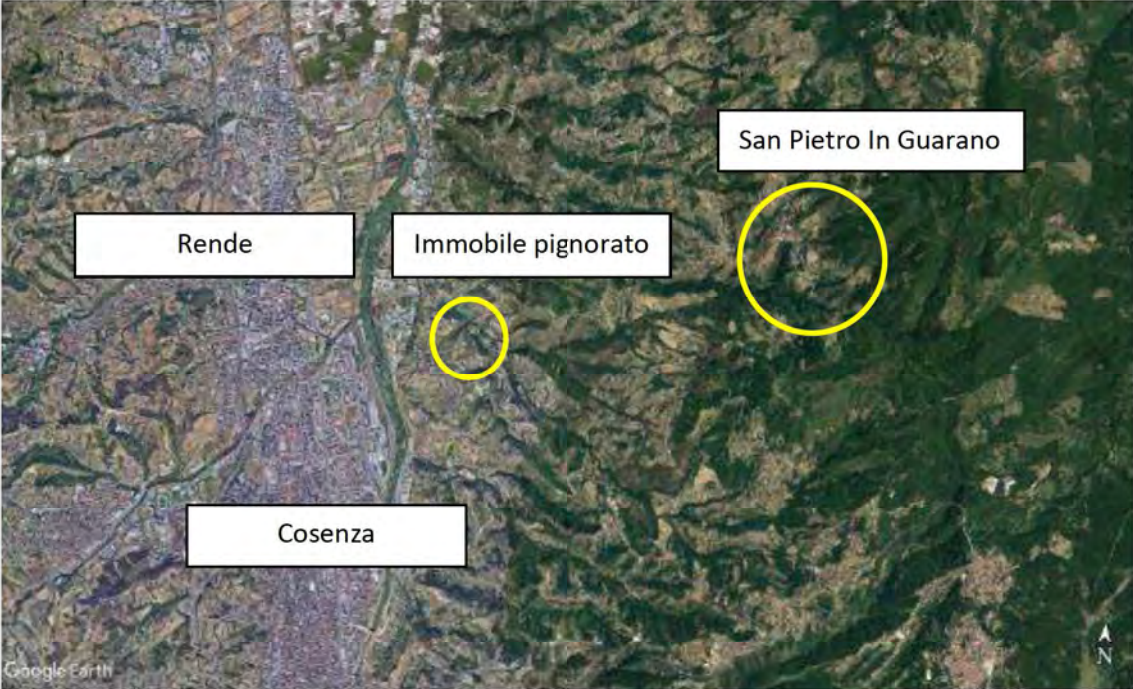 San Pietro In Guarano
Rende
Immobile pignorato
Cosenza
Google Earth
N